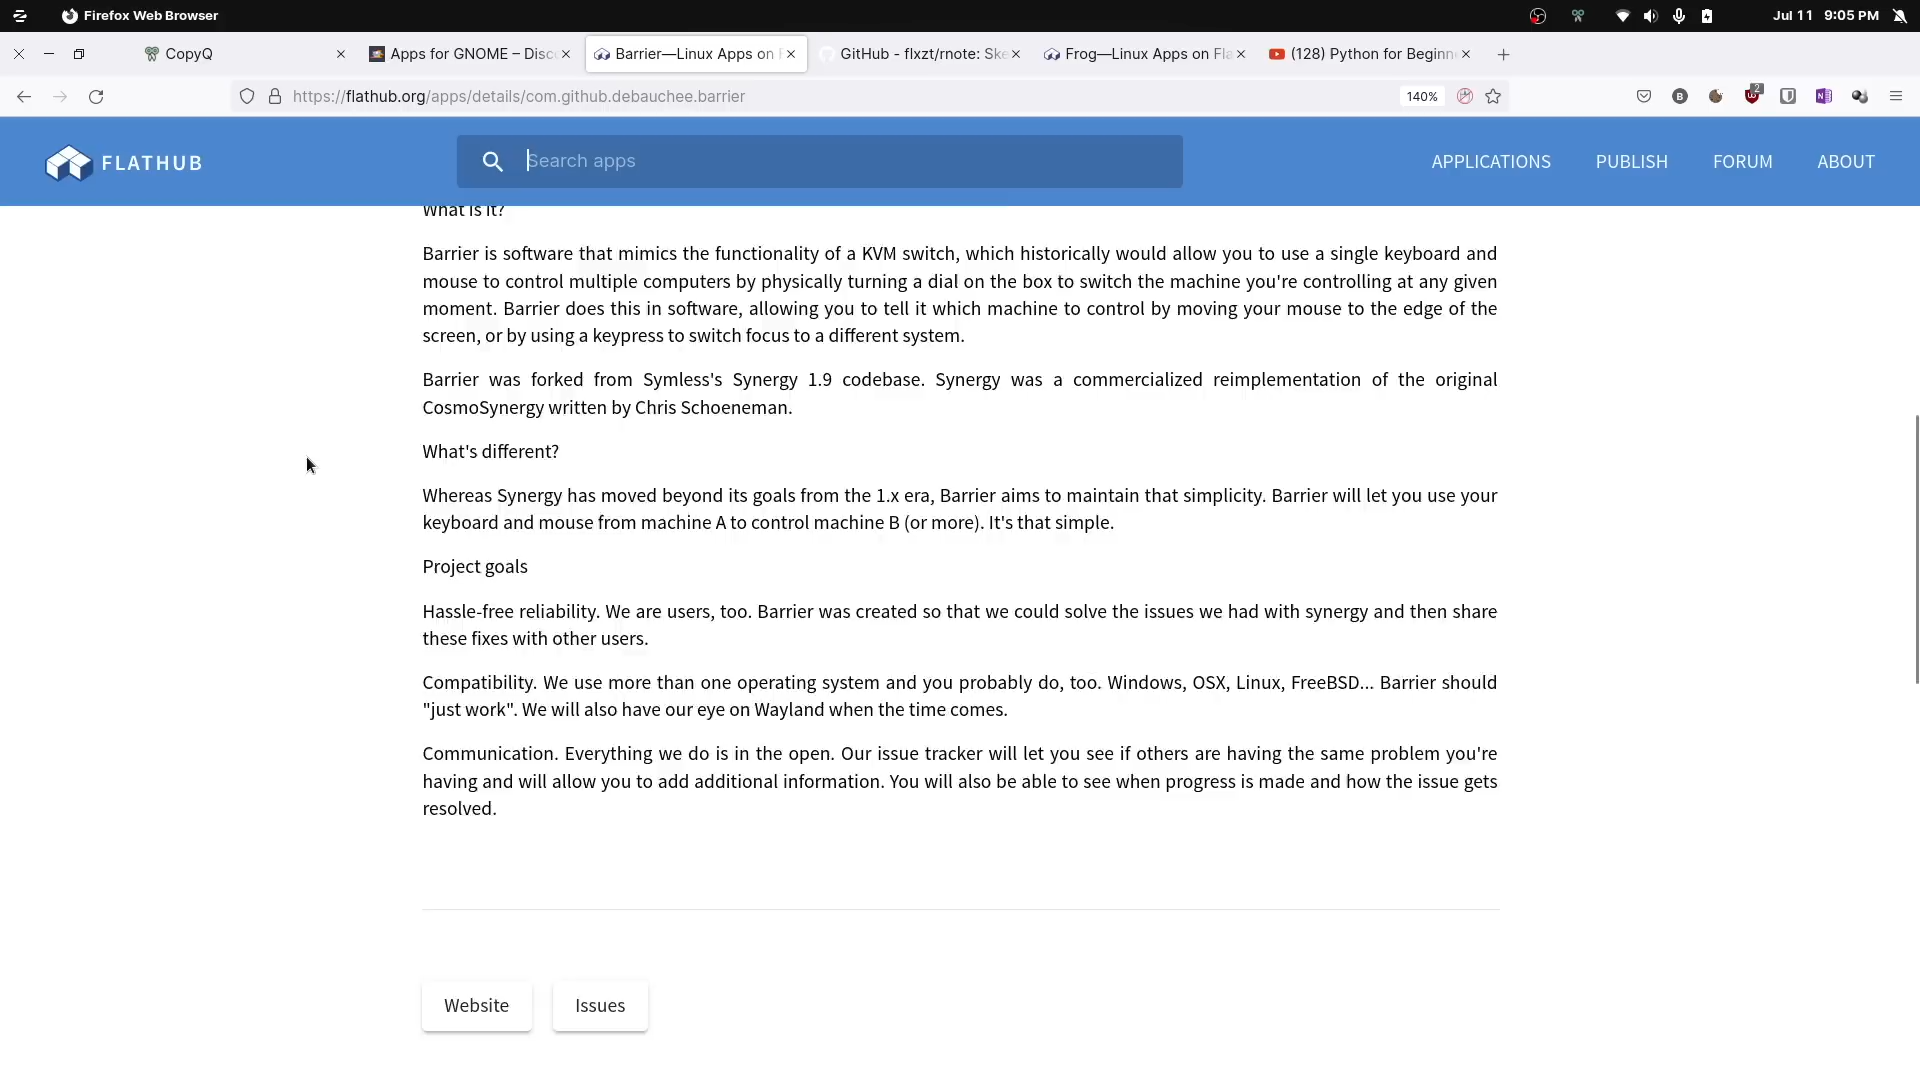 Firefox Web Browser
Jul 11 9:05 PM
CopyQ
Apps for GNOME – Disc
Barrier—Linux Apps on F
GitHub - flxzt/rnote: Ske
Frog—Linux Apps on Fla
(128) Python for Beginne
https://flathub.org/apps/details/com.github.debauchee.barrier
140%
2
FLATHUB
Search apps
APPLICATIONS
PUBLISH
FORUM
ABOUT
What is it?
Barrier is software that mimics the functionality of a KVM switch, which historically would allow you to use a single keyboard and
mouse to control multiple computers by physically turning a dial on the box to switch the machine you're controlling at any given
moment. Barrier does this in software, allowing you to tell it which machine to control by moving your mouse to the edge of the
screen, or by using a keypress to switch focus to a different system.
Barrier was forked from Symless's Synergy 1.9 codebase. Synergy was a commercialized reimplementation of the original
CosmoSynergy written by Chris Schoeneman.
What's different?
Whereas Synergy has moved beyond its goals from the 1.x era, Barrier aims to maintain that simplicity. Barrier will let you use your
keyboard and mouse from machine A to control machine B (or more). It's that simple.
Project goals
Hassle-free reliability. We are users, too. Barrier was created so that we could solve the issues we had with synergy and then share
these fixes with other users.
Compatibility. We use more than one operating system and you probably do, too. Windows, OSX, Linux, FreeBSD... Barrier should
"just work". We will also have our eye on Wayland when the time comes.
Communication. Everything we do is in the open. Our issue tracker will let you see if others are having the same problem you're
having and will allow you to add additional information. You will also be able to see when progress is made and how the issue gets
resolved.
Website
Issues